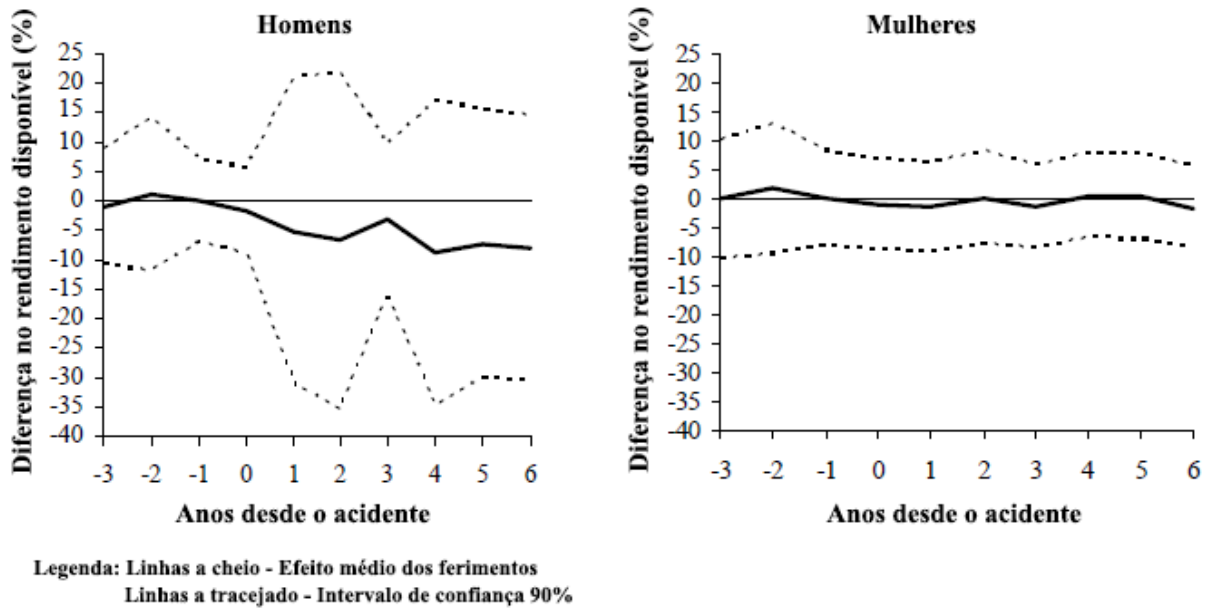 Homens
Diferença no rendimento disponível (%)
25
20
15
10
5
0
-5
-10
-15
-20
-25
-30
-35
-40
-3 -2 -1 0 1 2 3 4 5 6
Anos desde o acidente
Mulheres
Diferença no rendimento disponível (%)
25
20
15
10
5
0
-5
-10
-15
-20
-25
-30
-35
-40
-3 -2 -1 0 1 2 3 4 5 6
Anos desde o acidente
Legenda: Linhas a cheio - Efeito médio dos ferimentos
Linhas a tracejado - Intervalo de confiança 90%